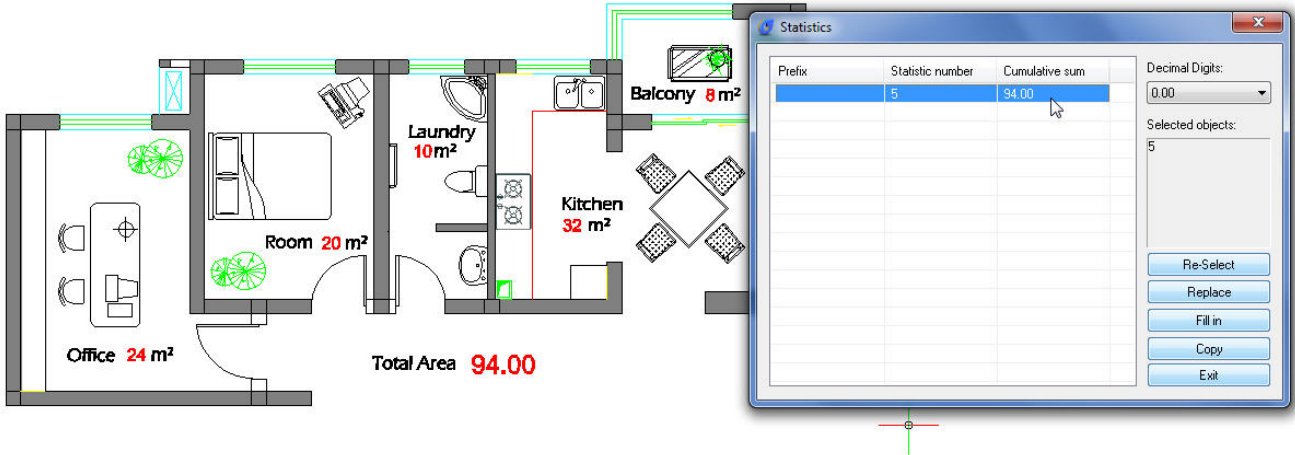 Balcony 8 m²
Laundry
10 m²
Kitchen
32 m²
Room 20 m²
Office 24 m²
Total Area 94.00
Statistics
Prefix Statistic number Cumulative sum
5 94.00
Decimal Digits:
0.00
Selected objects:
5
Re-Select
Replace
Fill in
Copy
Exit